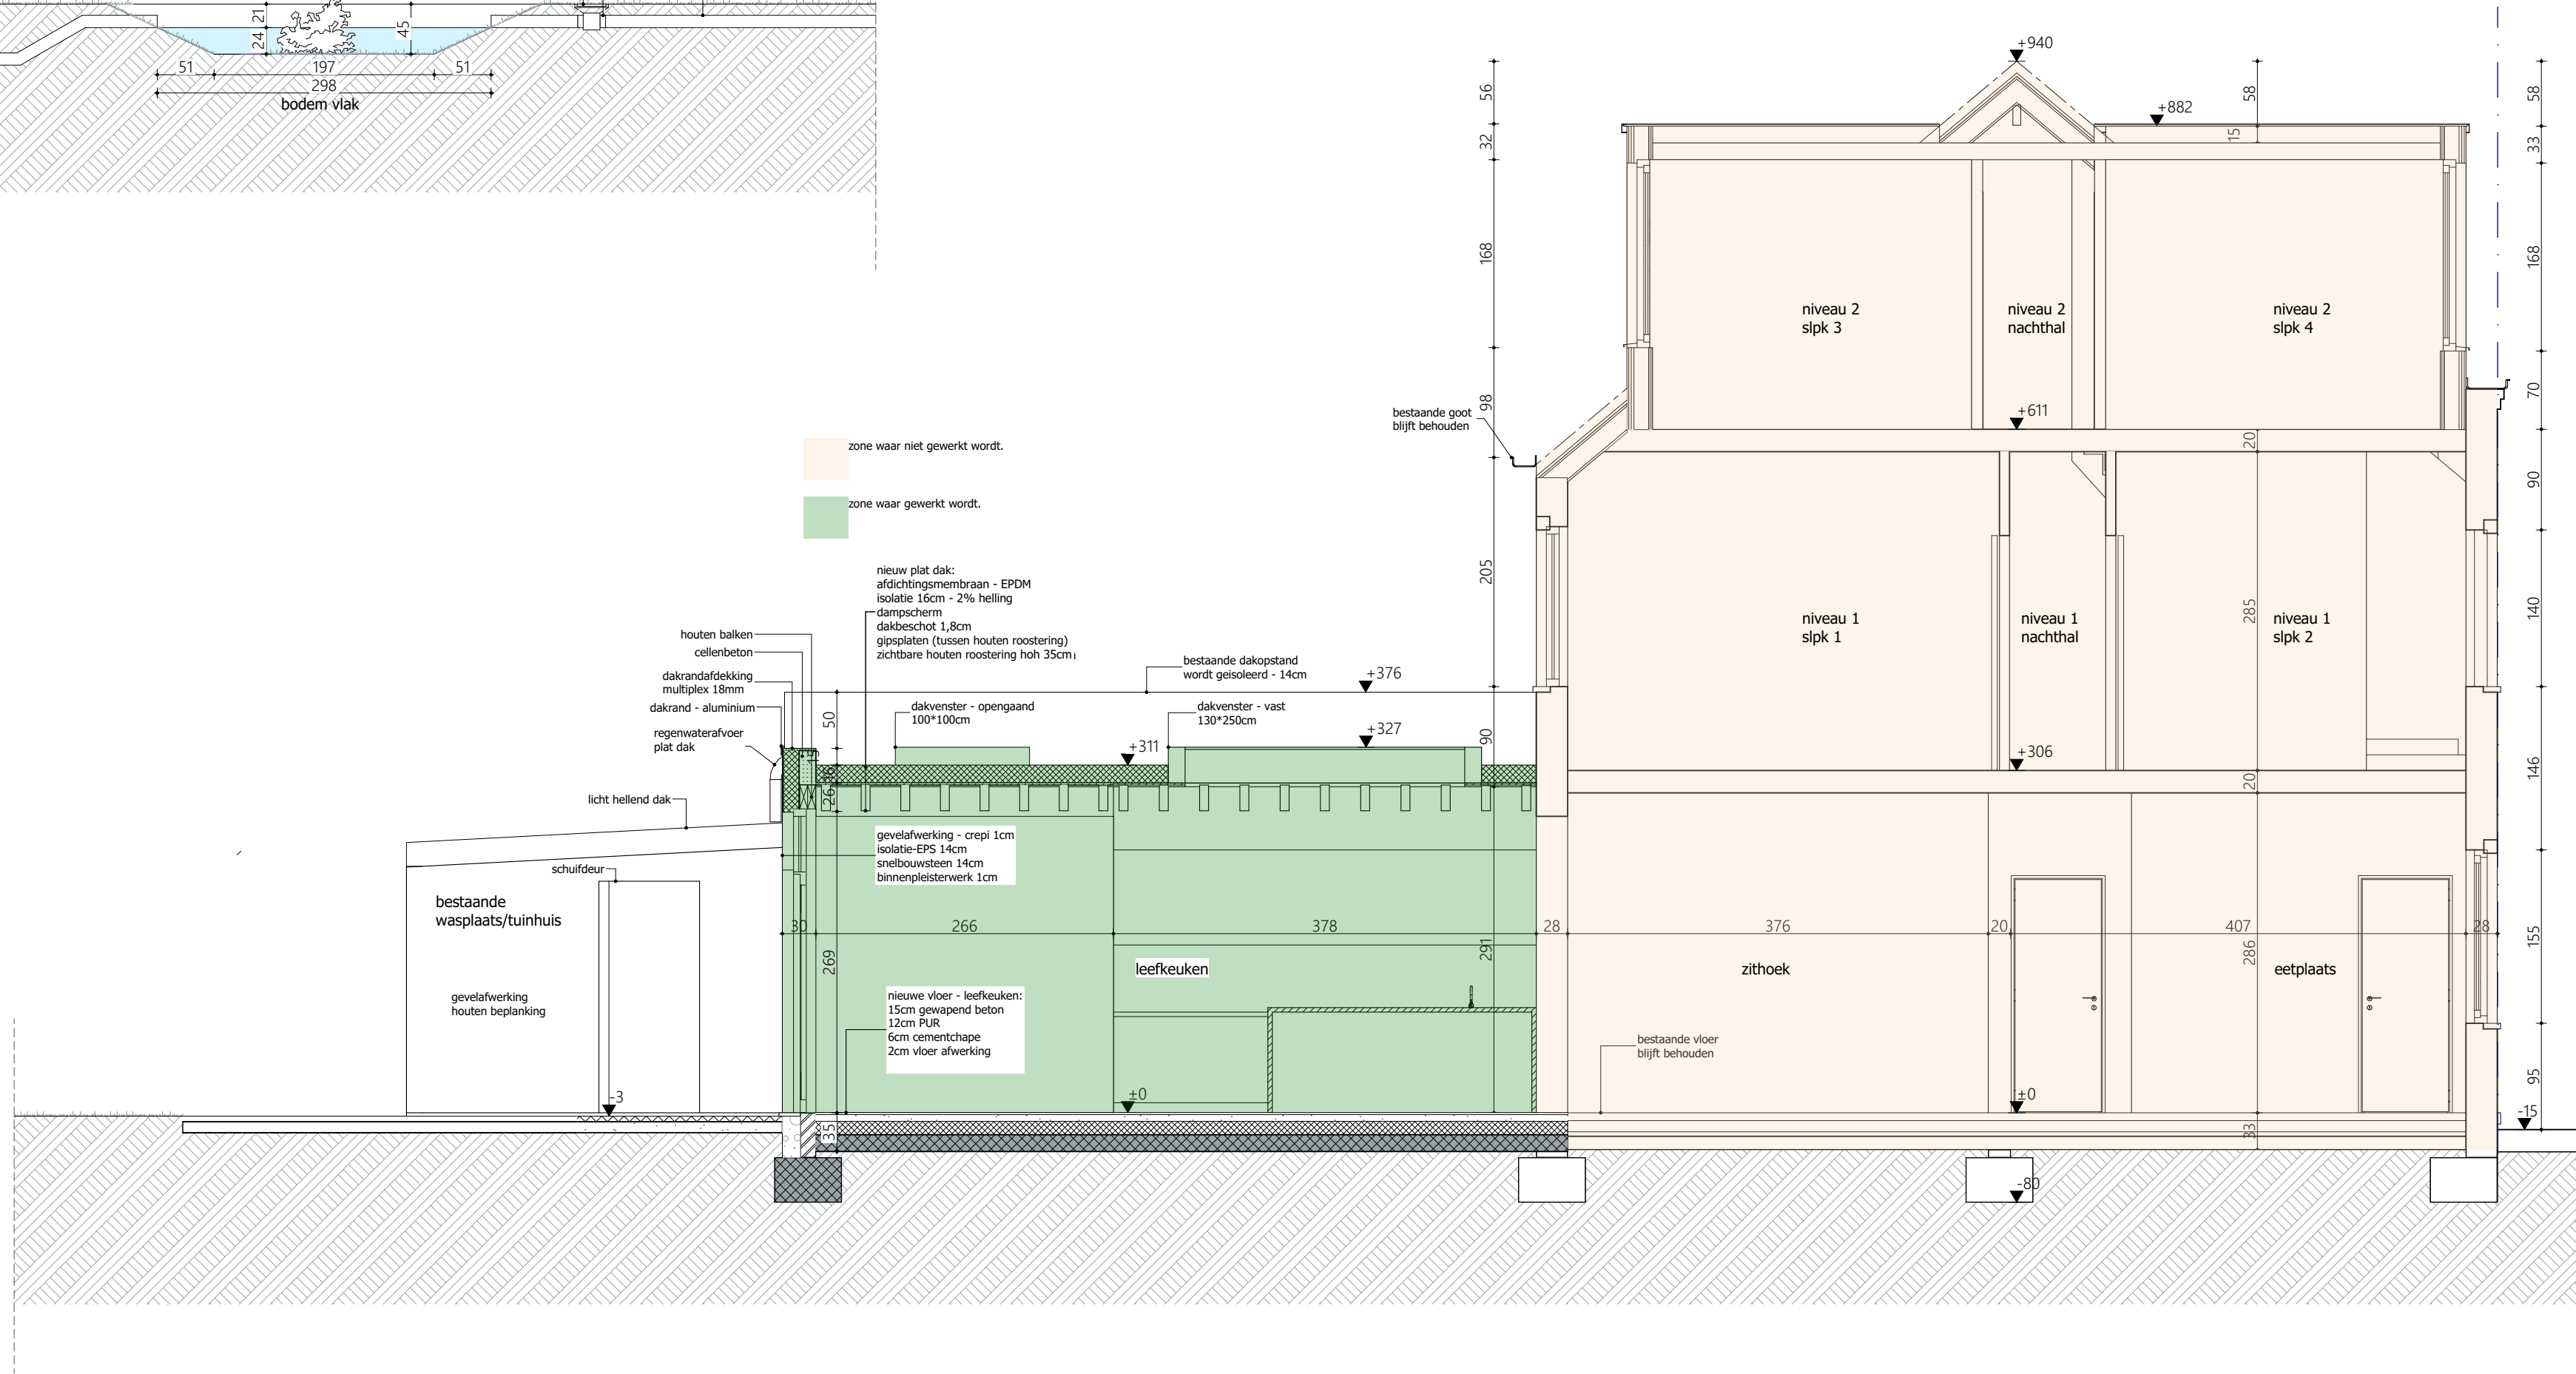 21
24
45
51
197
51
298
bodem vlak
+940
+882
56
32
168
98
205
90
291
58
15
58
33
168
70
90
140
146
155
95
niveau 2
slpk 3
niveau 2
nachthal
niveau 2
slpk 4
+611
20
bestaande goot
blijft behouden
zone waar niet gewerkt wordt.
zone waar gewerkt wordt.
nieuw plat dak:
afdichtingsmembraan - EPDM
isolatie 16cm - 2% helling
dampscherm
dakbeschot 1,8cm
gipsplaten (tussen houten roostering)
zichtbare houten roostering hoh 35cm
houten balken
cellenbeton
dakrandafdekking
multiplex 18mm
dakrand - aluminium
regenwaterafvoer
plat dak
bestaande dakopstand
wordt geisoleerd - 14cm
+376
dakvenster - opengaand
100*100cm
dakvenster - vast
130*250cm
+311
+327
50
16
26
niveau 1
slpk 1
niveau 1
nachthal
niveau 1
slpk 2
285
+306
20
licht hellend dak
schuifdeur
bestaande
wasplaats/tuinhuis
gevelafwerking
houten beplanking
gevelafwerking - crepi 1cm
isolatie-EPS 14cm
snelbouwsteen 14cm
binnenpleisterwerk 1cm
30
266
378
28
376
20
407
28
269
286
leefkeuken
zithoek
eetplaats
nieuwe vloer - leefkeuken:
15cm gewapend beton
12cm PUR
6cm cementchape
2cm vloer afwerking
bestaande vloer
blijft behouden
-3
±0
±0
-15
35
33
-80